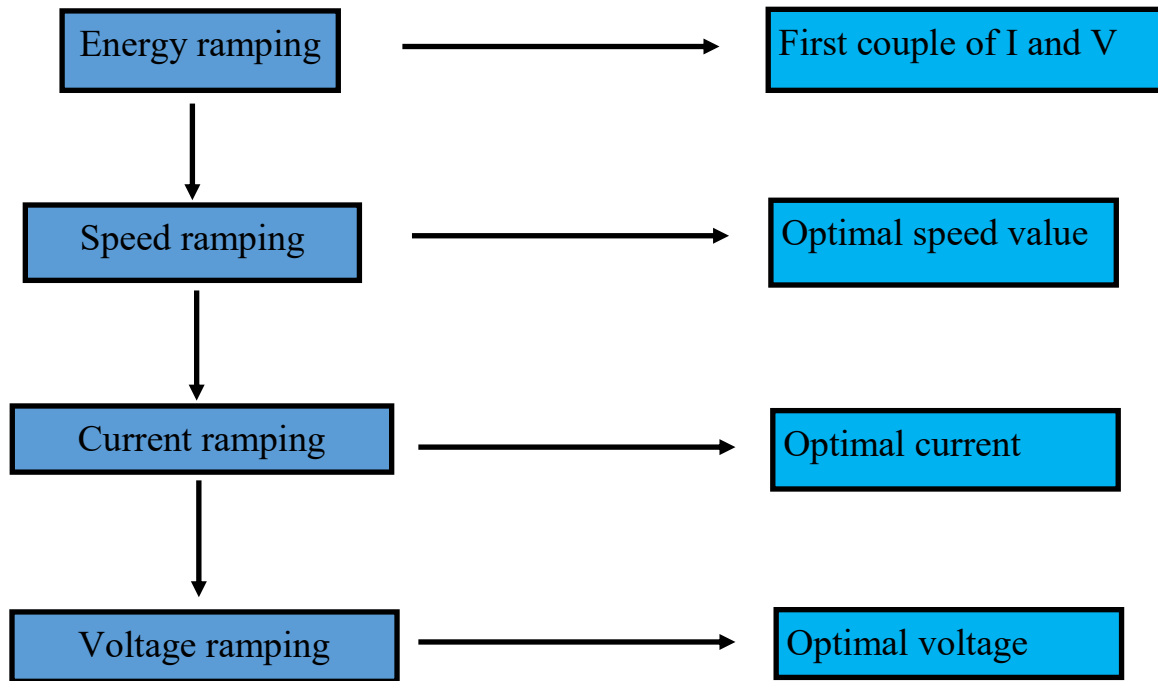 Energy ramping
First couple of I and V
Speed ramping
Optimal speed value
Current ramping
Optimal current
Voltage ramping
Optimal voltage